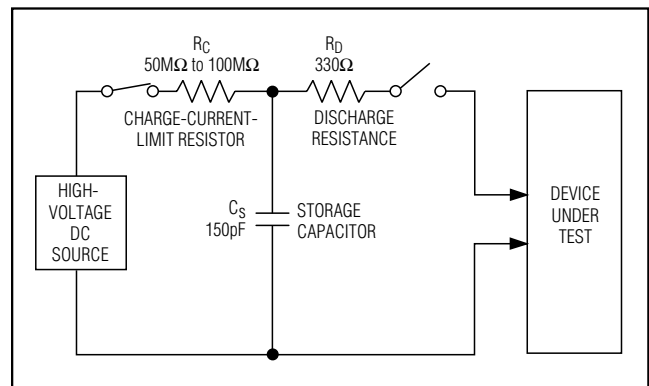 R_C
50MΩ to 100MΩ
CHARGE-CURRENT-
LIMIT RESISTOR
R_D
330Ω
DISCHARGE
RESISTANCE
HIGH-
VOLTAGE
DC
SOURCE
C_S
150pF
STORAGE
CAPACITOR
DEVICE
UNDER
TEST